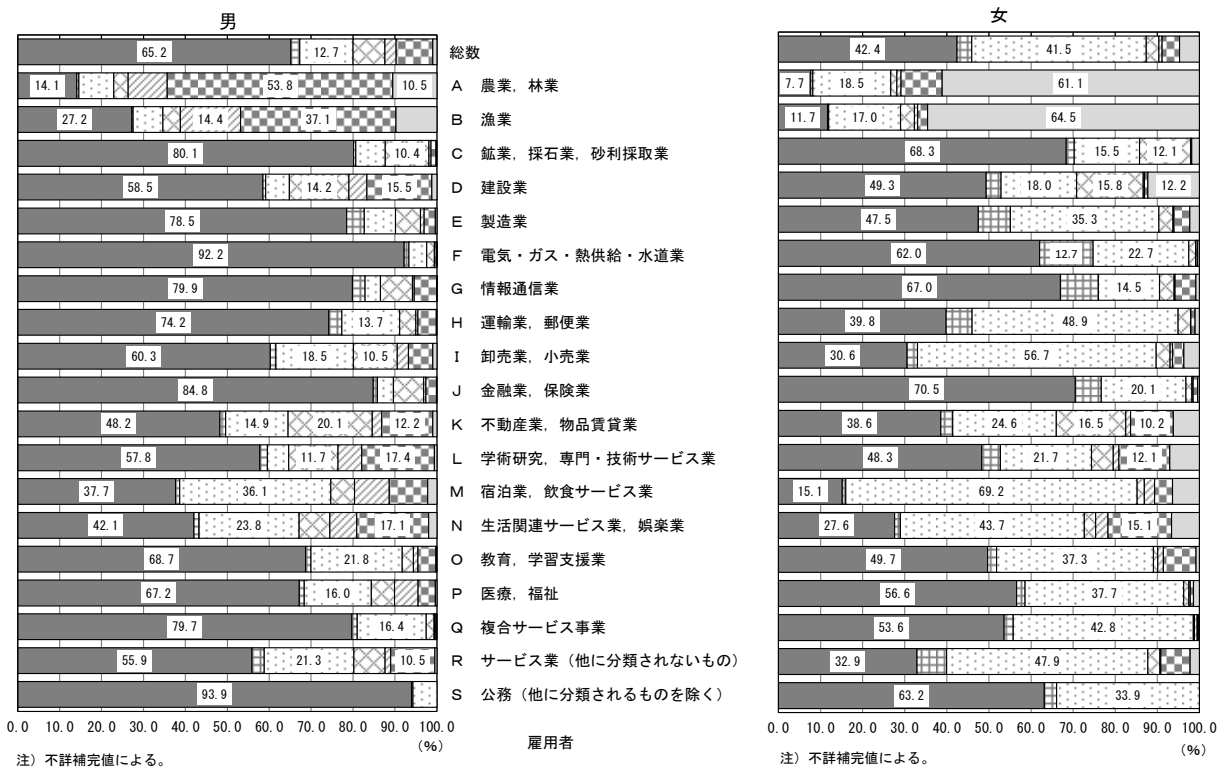 男
女
65.2 12.7 総数 42.4 41.5
14.1 53.8 10.5 A 農業，林業 7.7 18.5 61.1
27.2 14.4 37.1 B 漁業 11.7 17.0 64.5
80.1 10.4 C 鉱業，採石業，砂利採取業 68.3 15.5 12.1
58.5 14.2 15.5 D 建設業 49.3 18.0 15.8 12.2
78.5 E 製造業 47.5 35.3
92.2 F 電気・ガス・熱供給・水道業 62.0 12.7 22.7
79.9 G 情報通信業 67.0 14.5
74.2 13.7 H 運輸業，郵便業 39.8 48.9
60.3 18.5 10.5 I 卸売業，小売業 30.6 56.7
84.8 J 金融業，保険業 70.5 20.1
48.2 14.9 20.1 12.2 K 不動産業，物品賃貸業 38.6 24.6 16.5 10.2
57.8 11.7 17.4 L 学術研究，専門・技術サービス業 48.3 21.7 12.1
37.7 36.1 M 宿泊業，飲食サービス業 15.1 69.2
42.1 23.8 17.1 N 生活関連サービス業，娯楽業 27.6 43.7 15.1
68.7 21.8 O 教育，学習支援業 49.7 37.3
67.2 16.0 P 医療，福祉 56.6 37.7
79.7 16.4 Q 複合サービス事業 53.6 42.8
55.9 21.3 10.5 R サービス業（他に分類されないもの） 32.9 47.9
93.9 S 公務（他に分類されるものを除く） 63.2 33.9
0.0 10.0 20.0 30.0 40.0 50.0 60.0 70.0 80.0 90.0 100.0 0.0 10.0 20.0 30.0 40.0 50.0 60.0 70.0 80.0 90.0 100.0
（%） 雇用者 （%）
注）不詳補完値による。 注）不詳補完値による。